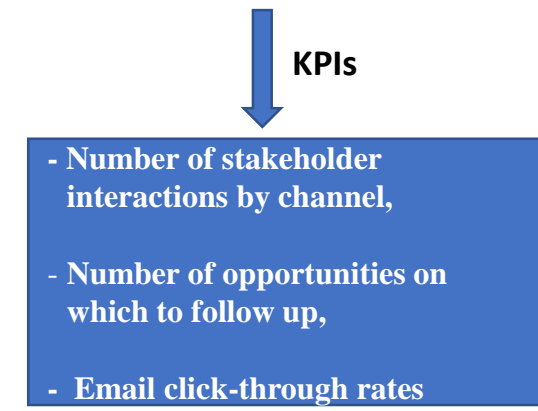 KPIs
- Number of stakeholder
interactions by channel,
- Number of opportunities on
which to follow up,
- Email click-through rates